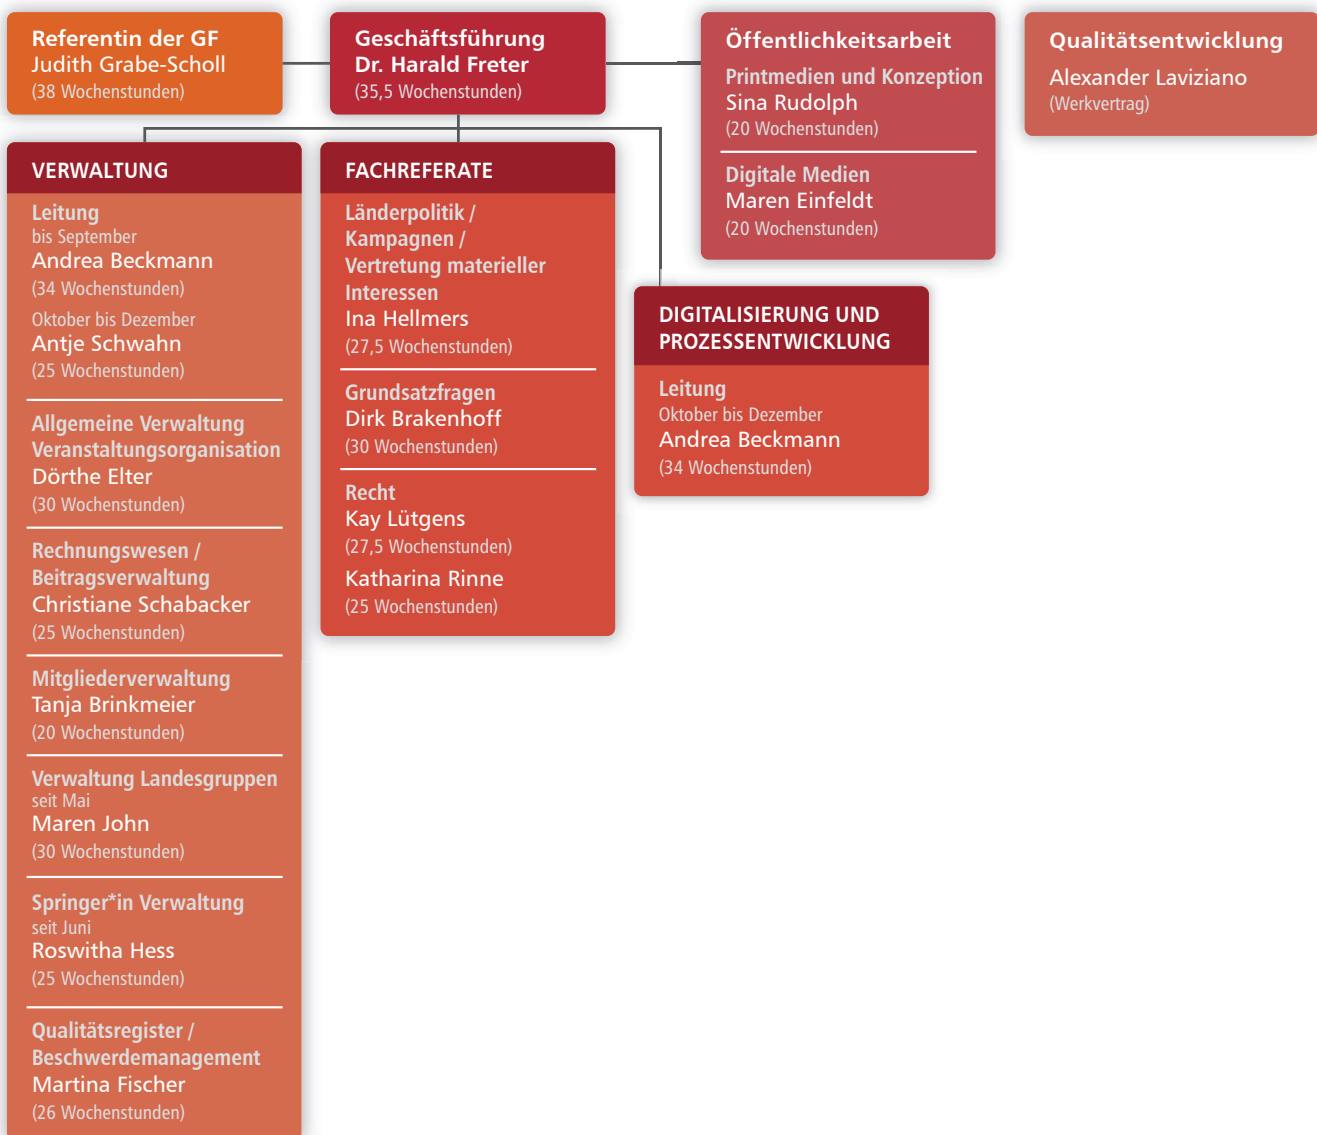 Referentin der GF
Judith Grabe-Scholl
(38 Wochenstunden)
Geschäftsführung
Dr. Harald Freter
(35,5 Wochenstunden)
Öffentlichkeitsarbeit
Printmedien und Konzeption
Sina Rudolph
(20 Wochenstunden)
Digitale Medien
Maren Einfeldt
(20 Wochenstunden)
Qualitätsentwicklung
Alexander Laviziano
(Werkvertrag)
VERWALTUNG
Leitung
bis September
Andrea Beckmann
(34 Wochenstunden)
Oktober bis Dezember
Antje Schwahn
(25 Wochenstunden)
Allgemeine Verwaltung
Veranstaltungsorganisation
Dörthe Elter
(30 Wochenstunden)
Rechnungswesen /
Beitragsverwaltung
Christiane Schabacker
(25 Wochenstunden)
Mitgliederverwaltung
Tanja Brinkmeier
(20 Wochenstunden)
Verwaltung Landesgruppen
seit Mai
Maren John
(30 Wochenstunden)
Springer*in Verwaltung
seit Juni
Roswitha Hess
(25 Wochenstunden)
Qualitätsregister /
Beschwerdemanagement
Martina Fischer
(26 Wochenstunden)
FACHREFERATE
Länderpolitik /
Kampagnen /
Vertretung materieller
Interessen
Ina Hellmers
(27,5 Wochenstunden)
Grundsatzfragen
Dirk Brakenhoff
(30 Wochenstunden)
Recht
Kay Lütgens
(27,5 Wochenstunden)
Katharina Rinne
(25 Wochenstunden)
DIGITALISIERUNG UND
PROZESSENTWICKLUNG
Leitung
Oktober bis Dezember
Andrea Beckmann
(34 Wochenstunden)